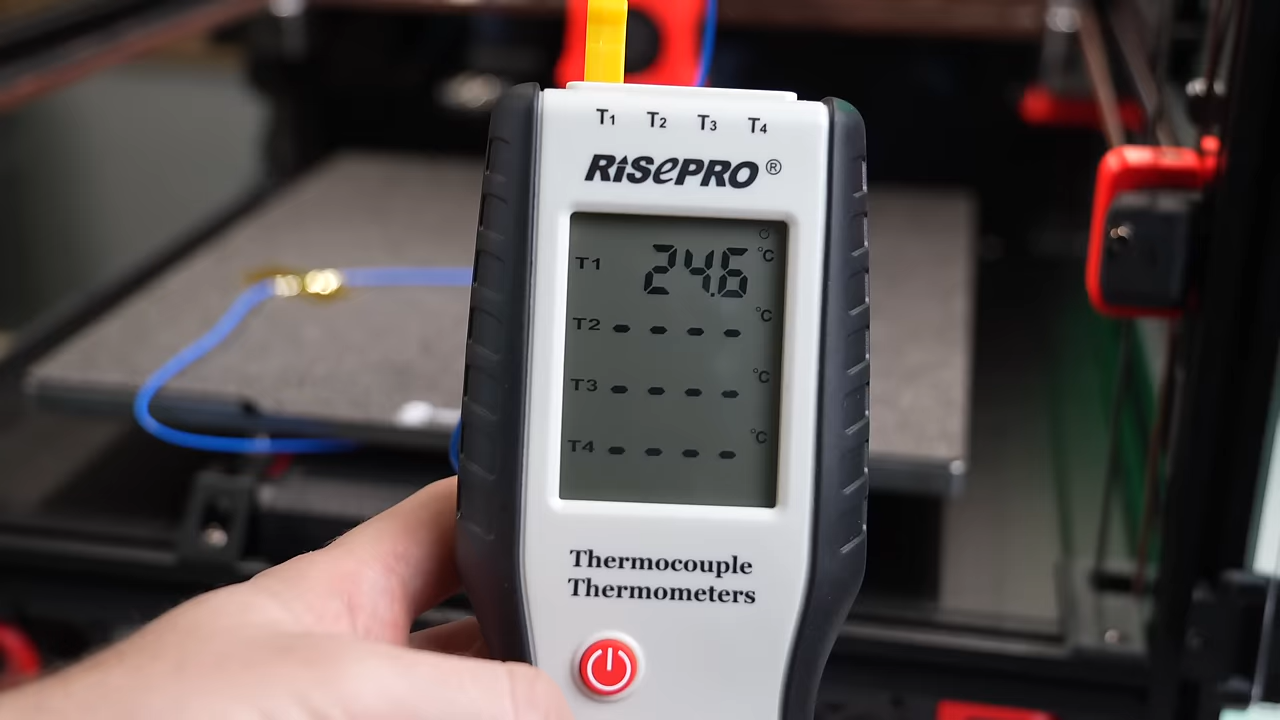 T1 T2 T3 T4
RISEPRO®
T1 24.6 °C
T2 - - - - °C
T3 - - - - °C
T4 - - - - °C
Thermocouple
Thermometers